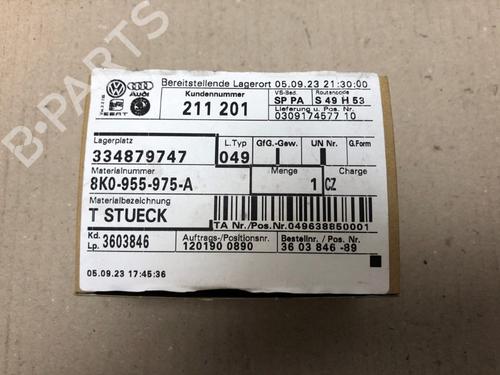 Bereitstellende Lagerort 05.09.23 21:30:00
Kundennummer VS-Bed. Routencode
211 201 SP PA S 49 H 53
Lieferung u. Pos. Nr.
0309174577 10
AUDI
SEAT
Lagerplatz L.Typ GfG.-Gew. UN Nr. G.Form
334879747 049
Materialnummer Menge Charge
8K0-955-975-A 1 CZ
Materialbezeichnung
T STUECK
TA Nr./Pos.Nr.049638850001
Kd. Auftrags-/Positionsnr. Bestellnr. / Pos.Nr.
Lp. 3603846 120190 0890 36 03 846 -89
05.09.23 17:45:36
B-PARTS